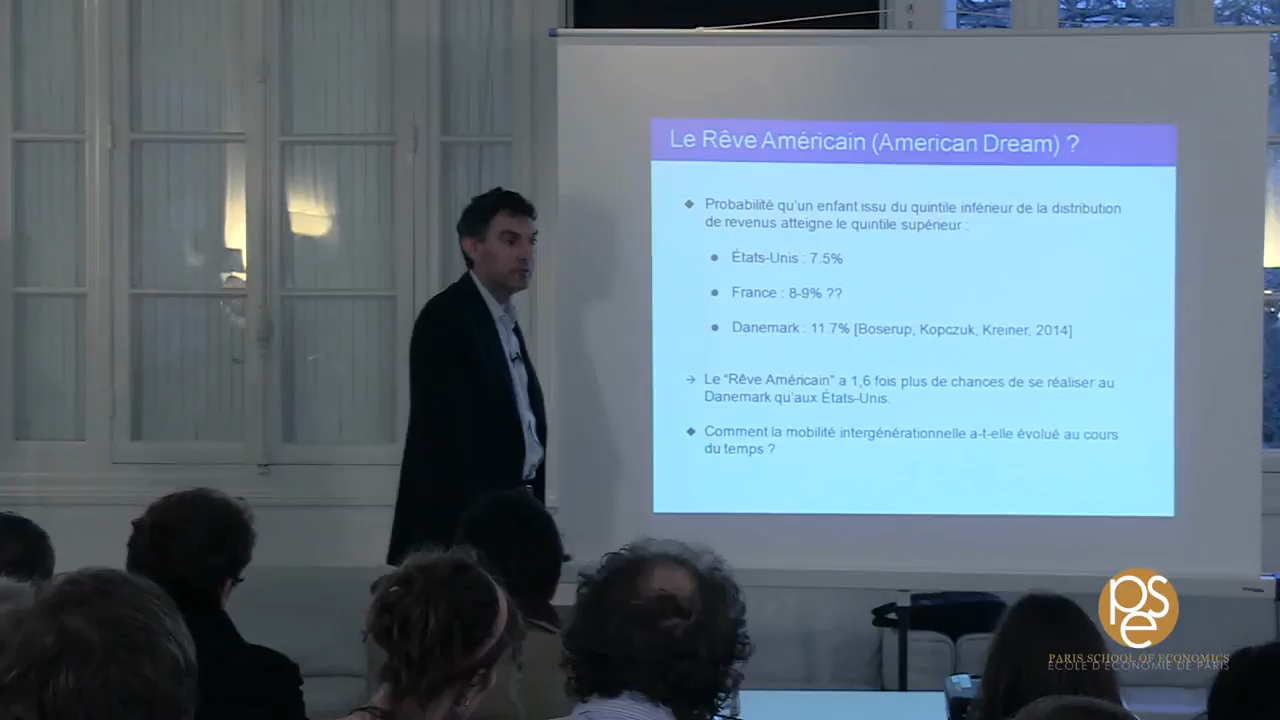 Le Rêve Américain (American Dream) ?
Probabilité qu'un enfant issu du quintile inférieur de la distribution
de revenus atteigne le quintile supérieur :
États-Unis : 7.5%
France : 8-9% ??
Danemark : 11.7% [Boserup, Kopczuk, Kreiner, 2014]
→ Le “Rêve Américain” a 1,6 fois plus de chances de se réaliser au
Danemark qu'aux États-Unis.
Comment la mobilité intergénérationnelle a-t-elle évolué au cours
du temps ?
pse
PARIS SCHOOL OF ECONOMICS
ECOLE D'ECONOMIE DE PARIS